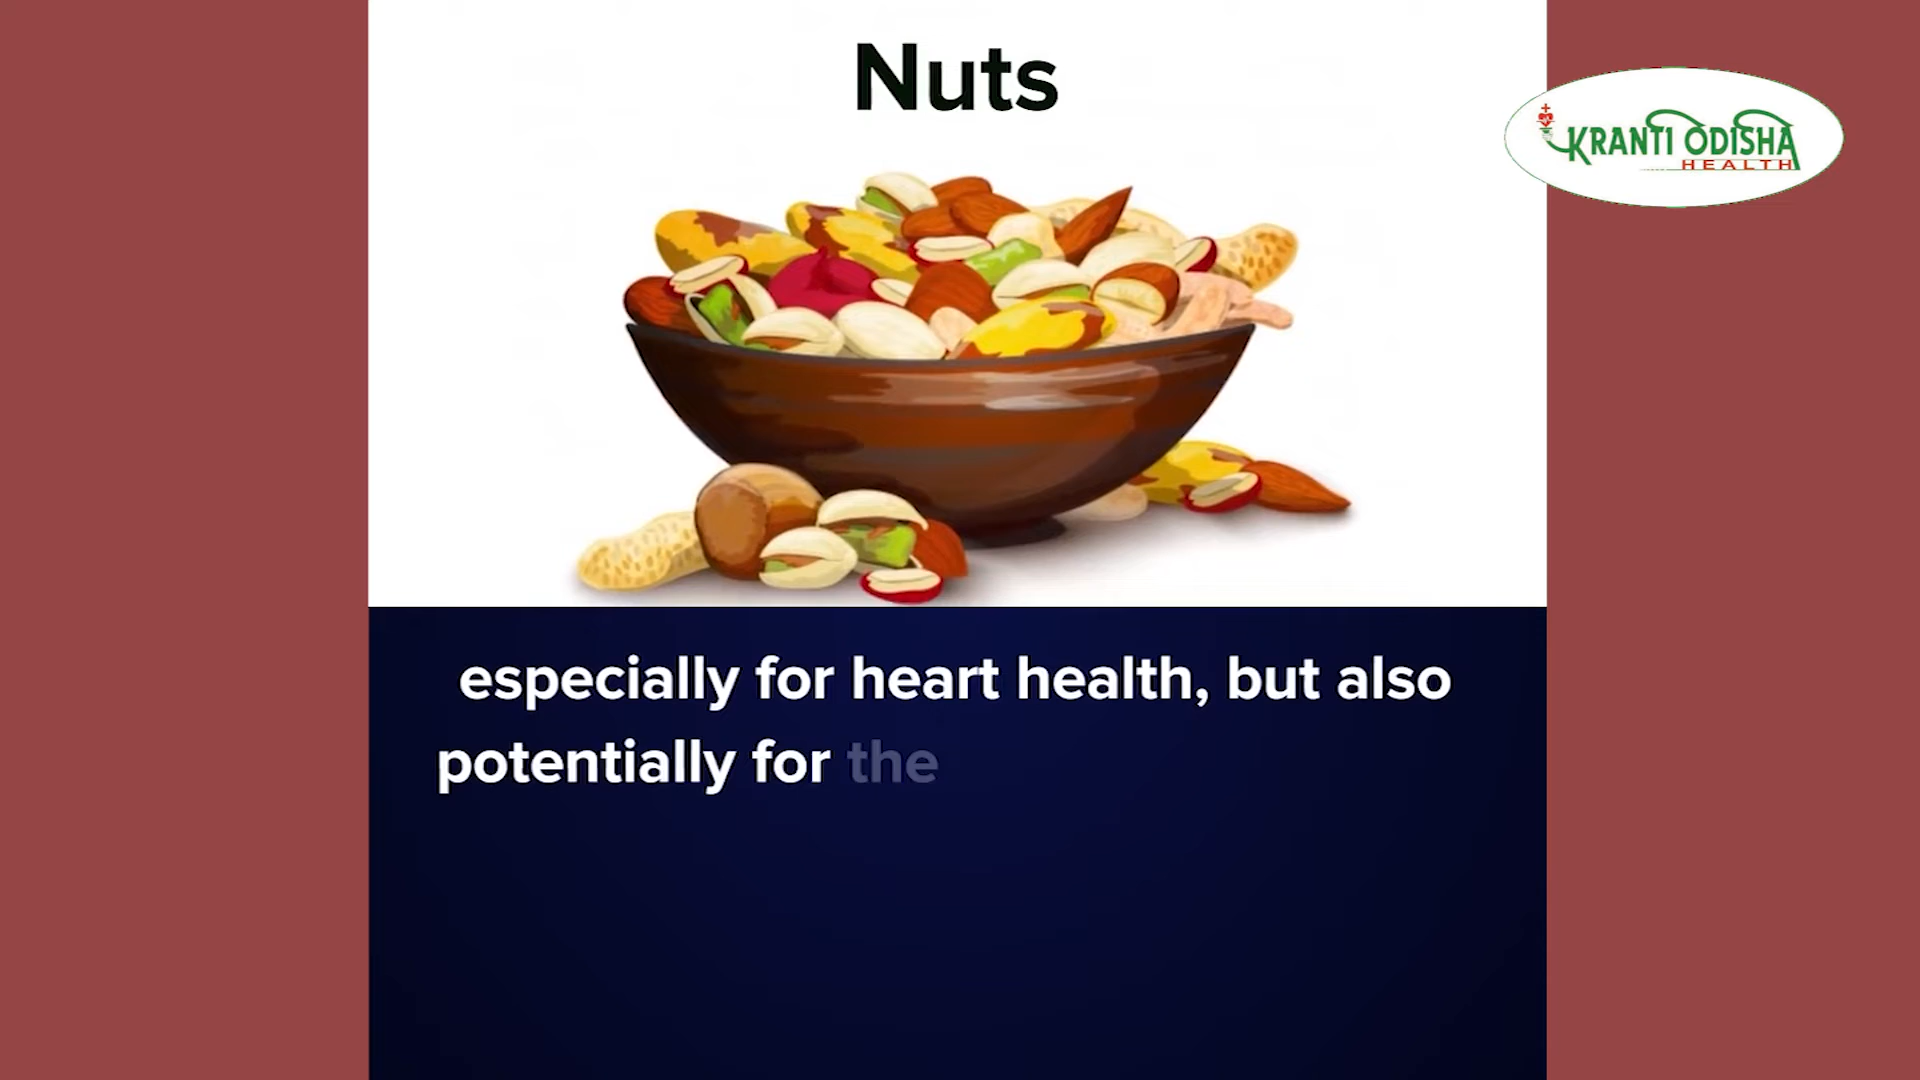 Nuts
KRANTI ODISHA
HEALTH
especially for heart health, but also
potentially for the